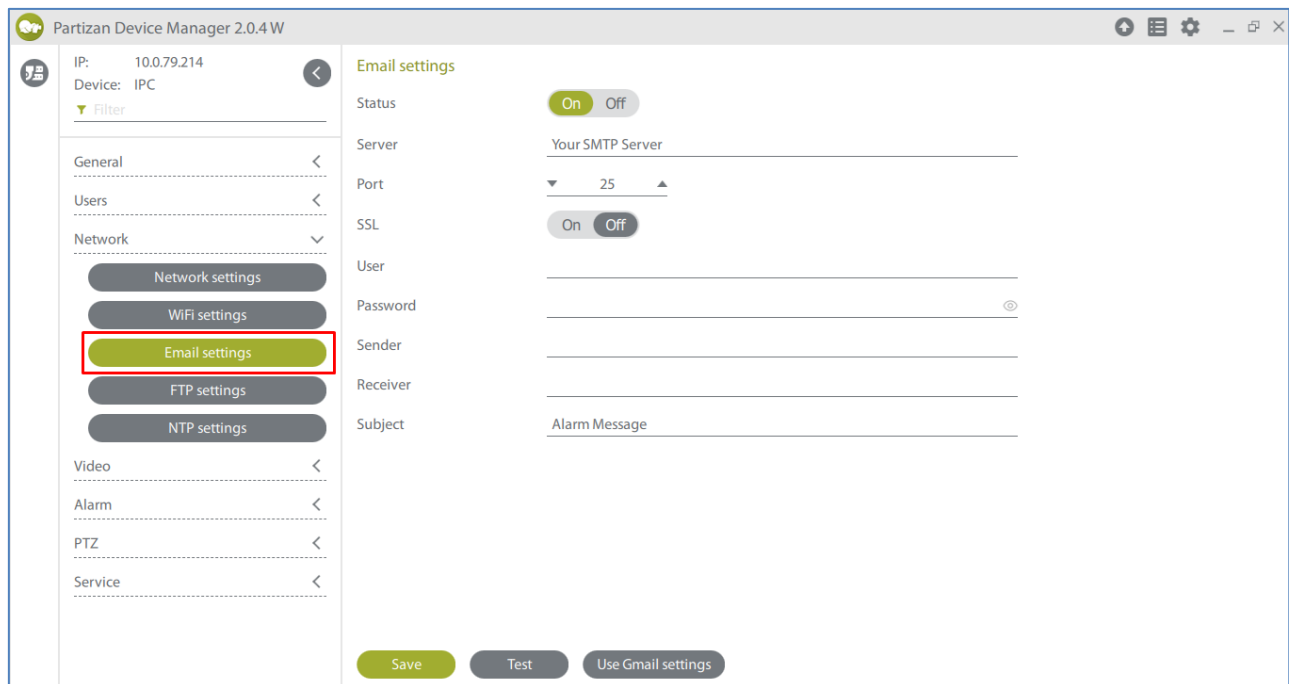 Partizan Device Manager 2.0.4 W
IP: 10.0.79.214
Device: IPC
Filter
General
Users
Network
Network settings
WiFi settings
Email settings
FTP settings
NTP settings
Video
Alarm
PTZ
Service
Email settings
Status On Off
Server Your SMTP Server
Port 25
SSL On Off
User
Password
Sender
Receiver
Subject Alarm Message
Save Test Use Gmail settings